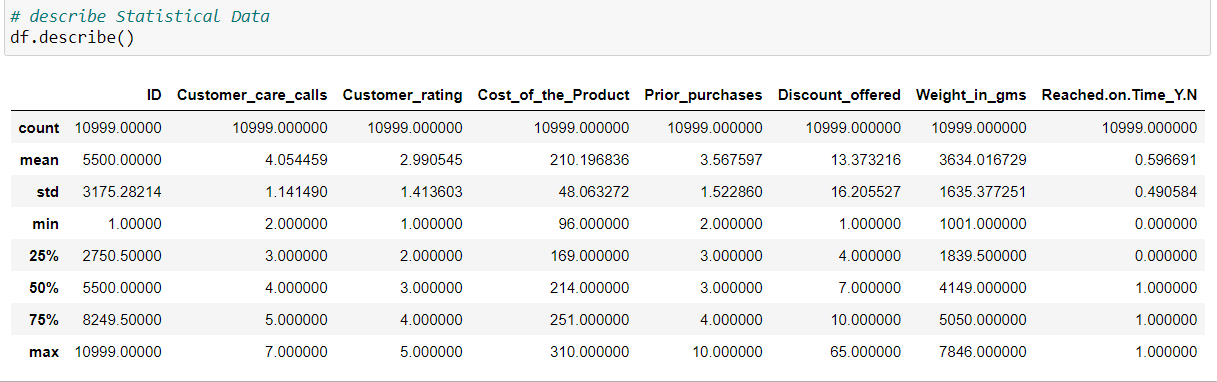 # describe Statistical Data
df.describe()
ID Customer_care_calls Customer_rating Cost_of_the_Product Prior_purchases Discount_offered Weight_in_gms Reached.on.Time_Y.N
count 10999.00000 10999.000000 10999.000000 10999.000000 10999.000000 10999.000000 10999.000000 10999.000000
mean 5500.00000 4.054459 2.990545 210.196836 3.567597 13.373216 3634.016729 0.596691
std 3175.28214 1.141490 1.413603 48.063272 1.522860 16.205527 1635.377251 0.490584
min 1.00000 2.000000 1.000000 96.000000 2.000000 1.000000 1001.000000 0.000000
25% 2750.50000 3.000000 2.000000 169.000000 3.000000 4.000000 1839.500000 0.000000
50% 5500.00000 4.000000 3.000000 214.000000 3.000000 7.000000 4149.000000 1.000000
75% 8249.50000 5.000000 4.000000 251.000000 4.000000 10.000000 5050.000000 1.000000
max 10999.00000 7.000000 5.000000 310.000000 10.000000 65.000000 7846.000000 1.000000